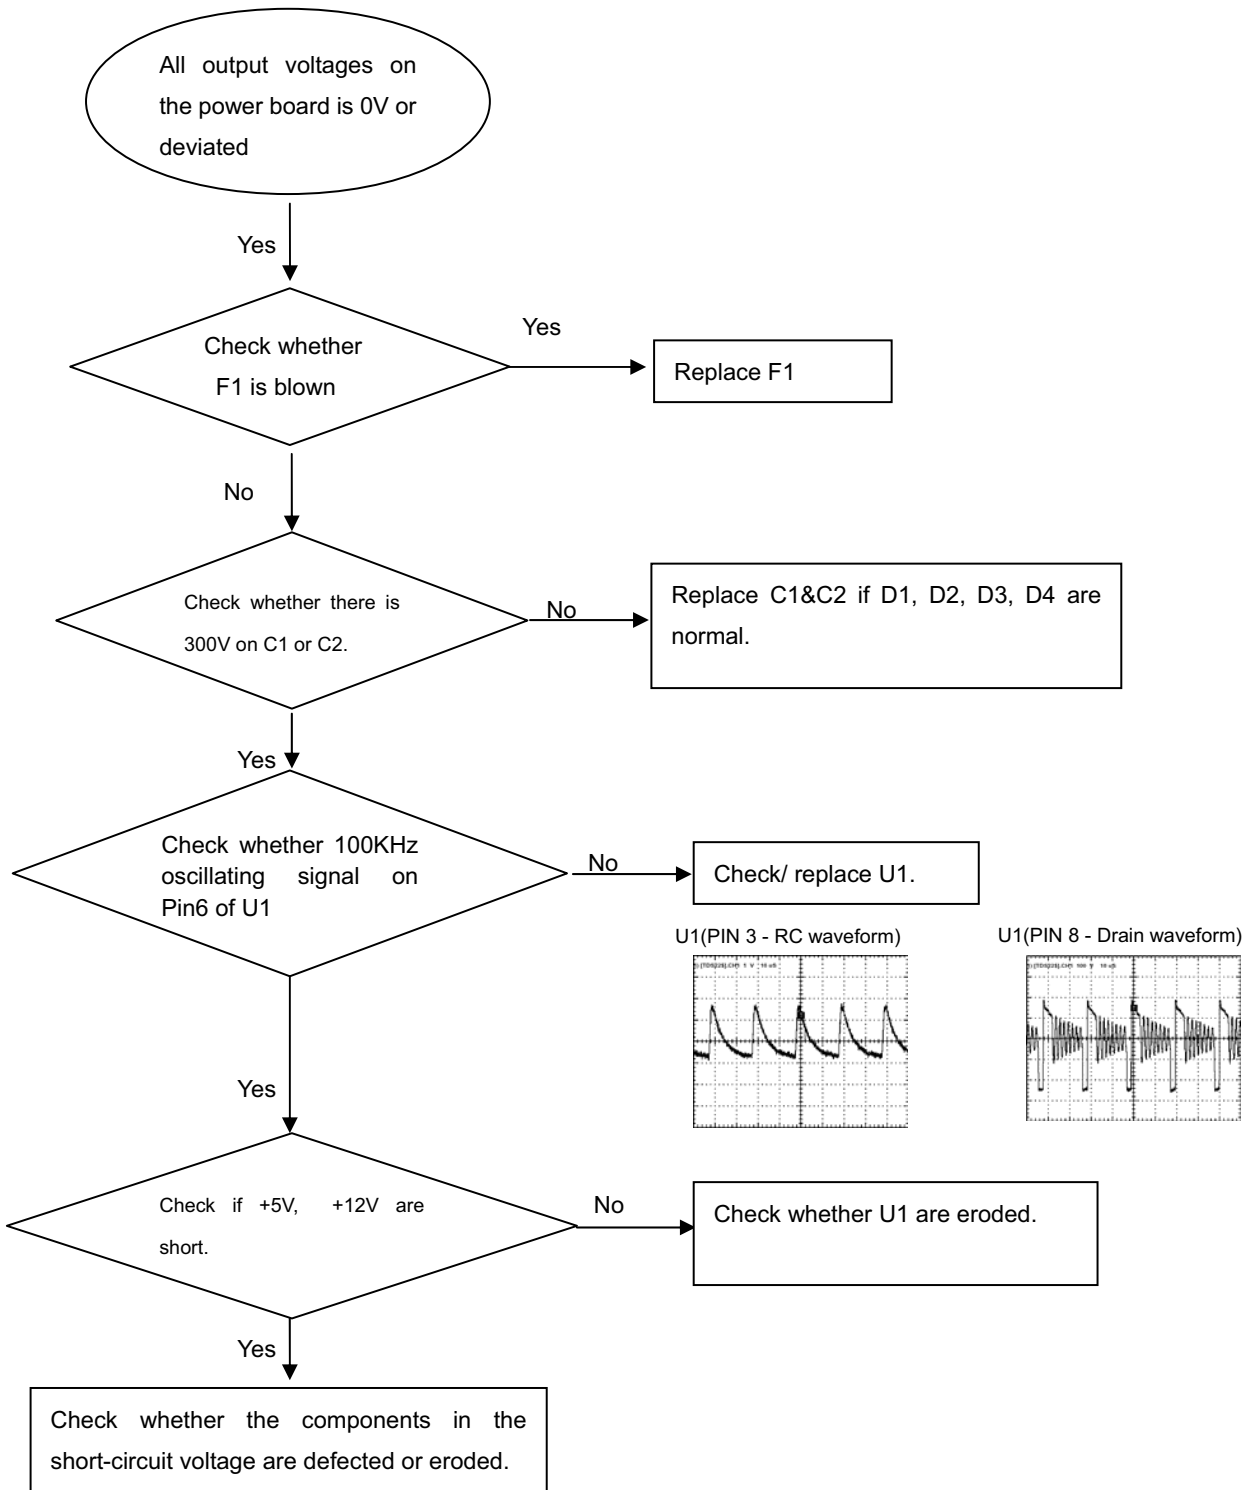 All output voltages on
the power board is 0V or
deviated
Yes
Check whether
F1 is blown
Yes
Replace F1
No
Check whether there is
300V on C1 or C2.
No
Replace C1&C2 if D1, D2, D3, D4 are
normal.
Yes
Check whether 100KHz
oscillating signal on
Pin6 of U1
No
Check/ replace U1.
U1(PIN 3 - RC waveform)
U1(PIN 8 - Drain waveform)
Yes
Check if +5V, +12V are
short.
No
Check whether U1 are eroded.
Yes
Check whether the components in the
short-circuit voltage are defected or eroded.